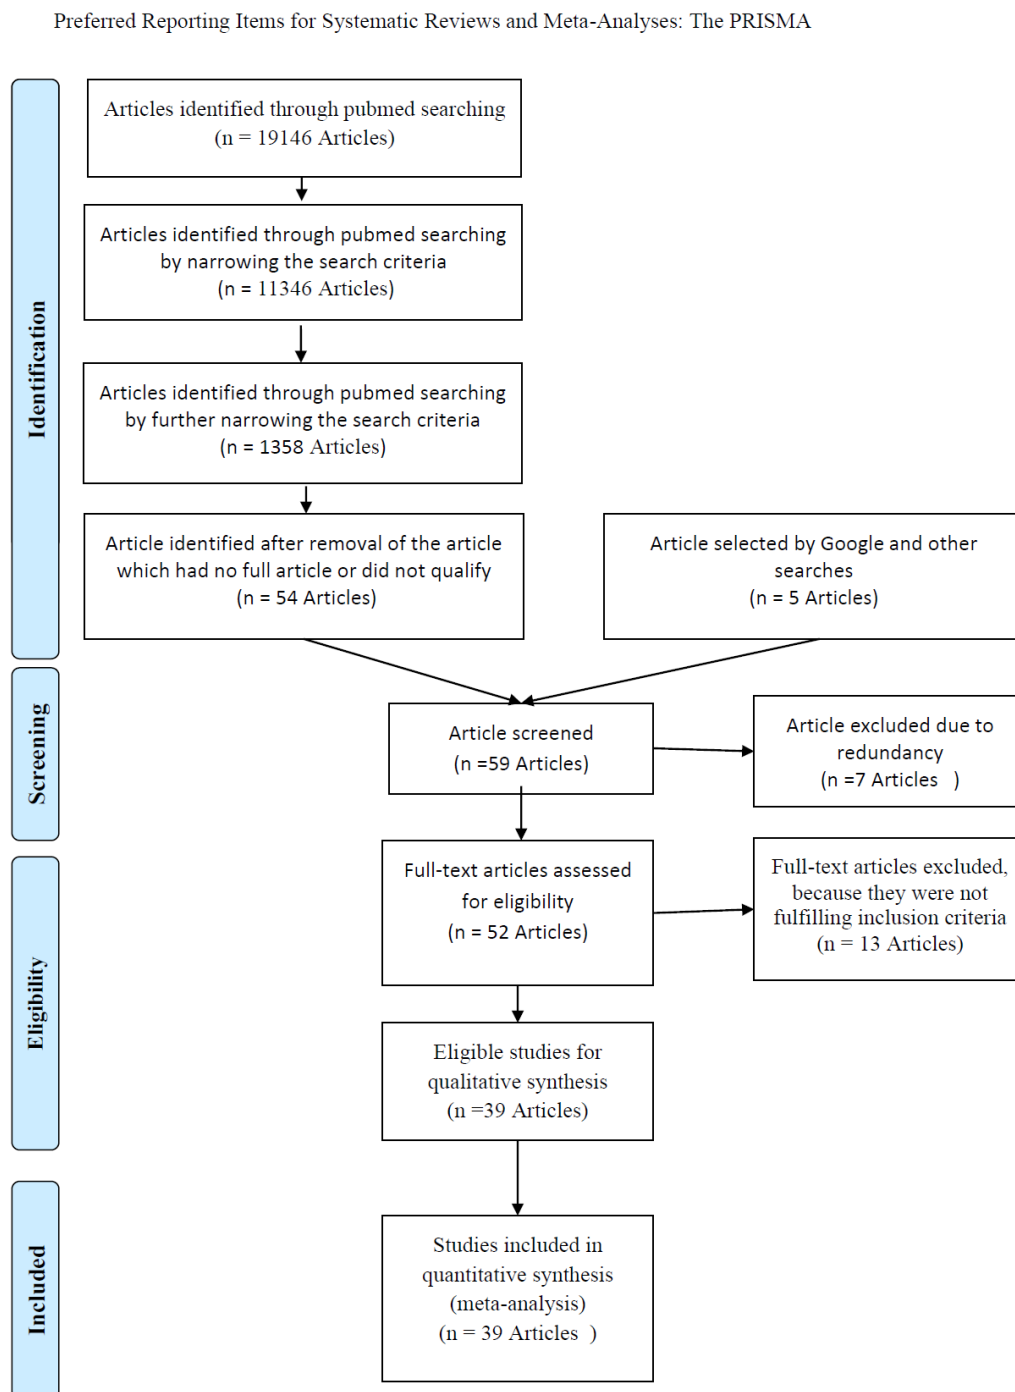 Preferred Reporting Items for Systematic Reviews and Meta-Analyses: The PRISMA
Identification
Articles identified through pubmed searching
(n = 19146 Articles)
Articles identified through pubmed searching
by narrowing the search criteria
(n = 11346 Articles)
Articles identified through pubmed searching
by further narrowing the search criteria
(n = 1358 Articles)
Article identified after removal of the article
which had no full article or did not qualify
(n = 54 Articles)
Article selected by Google and other
searches
(n = 5 Articles)
Screening
Article screened
(n =59 Articles)
Article excluded due to
redundancy
(n =7 Articles )
Eligibility
Full-text articles assessed
for eligibility
(n = 52 Articles)
Full-text articles excluded,
because they were not
fulfilling inclusion criteria
(n = 13 Articles)
Eligible studies for
qualitative synthesis
(n =39 Articles)
Included
Studies included in
quantitative synthesis
(meta-analysis)
(n = 39 Articles )